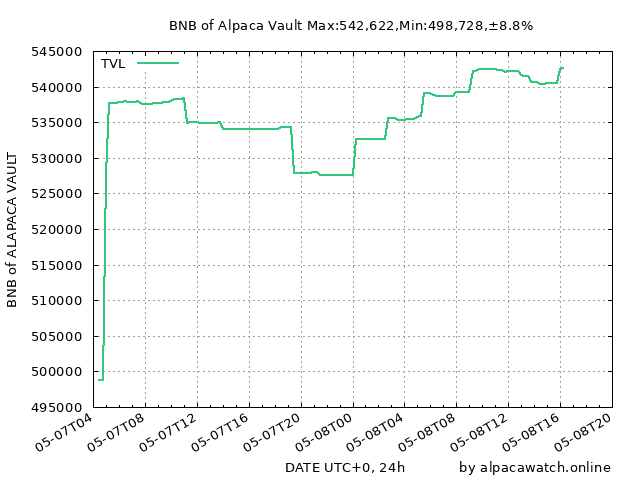 BNB of Alpaca Vault Max:542,622,Min:498,728,±8.8%
TVL
545000
540000
535000
530000
525000
520000
515000
510000
505000
500000
495000
BNB of ALAPACA VAULT
05-07T04
05-07T08
05-07T12
05-07T16
05-07T20
05-08T00
05-08T04
05-08T08
05-08T12
05-08T16
05-08T20
DATE UTC+0, 24h
by alpacawatch.online